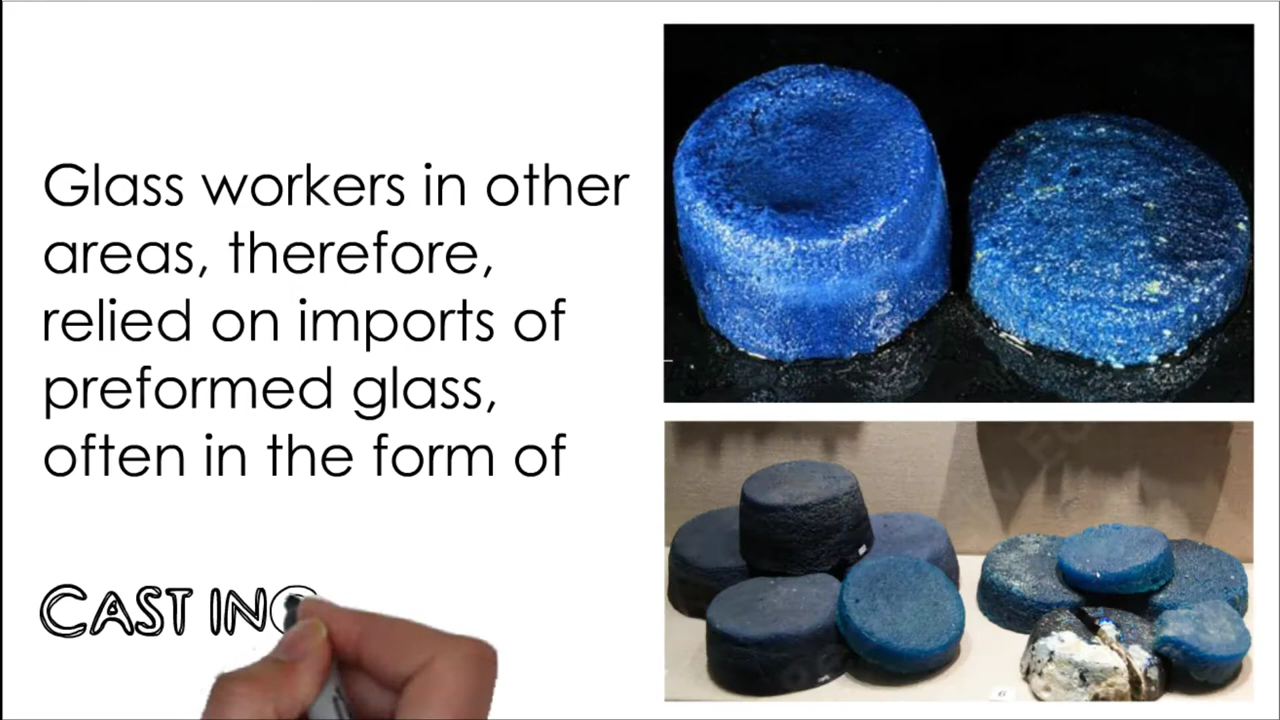 Glass workers in other
areas, therefore,
relied on imports of
preformed glass,
often in the form of
CAST IN
6